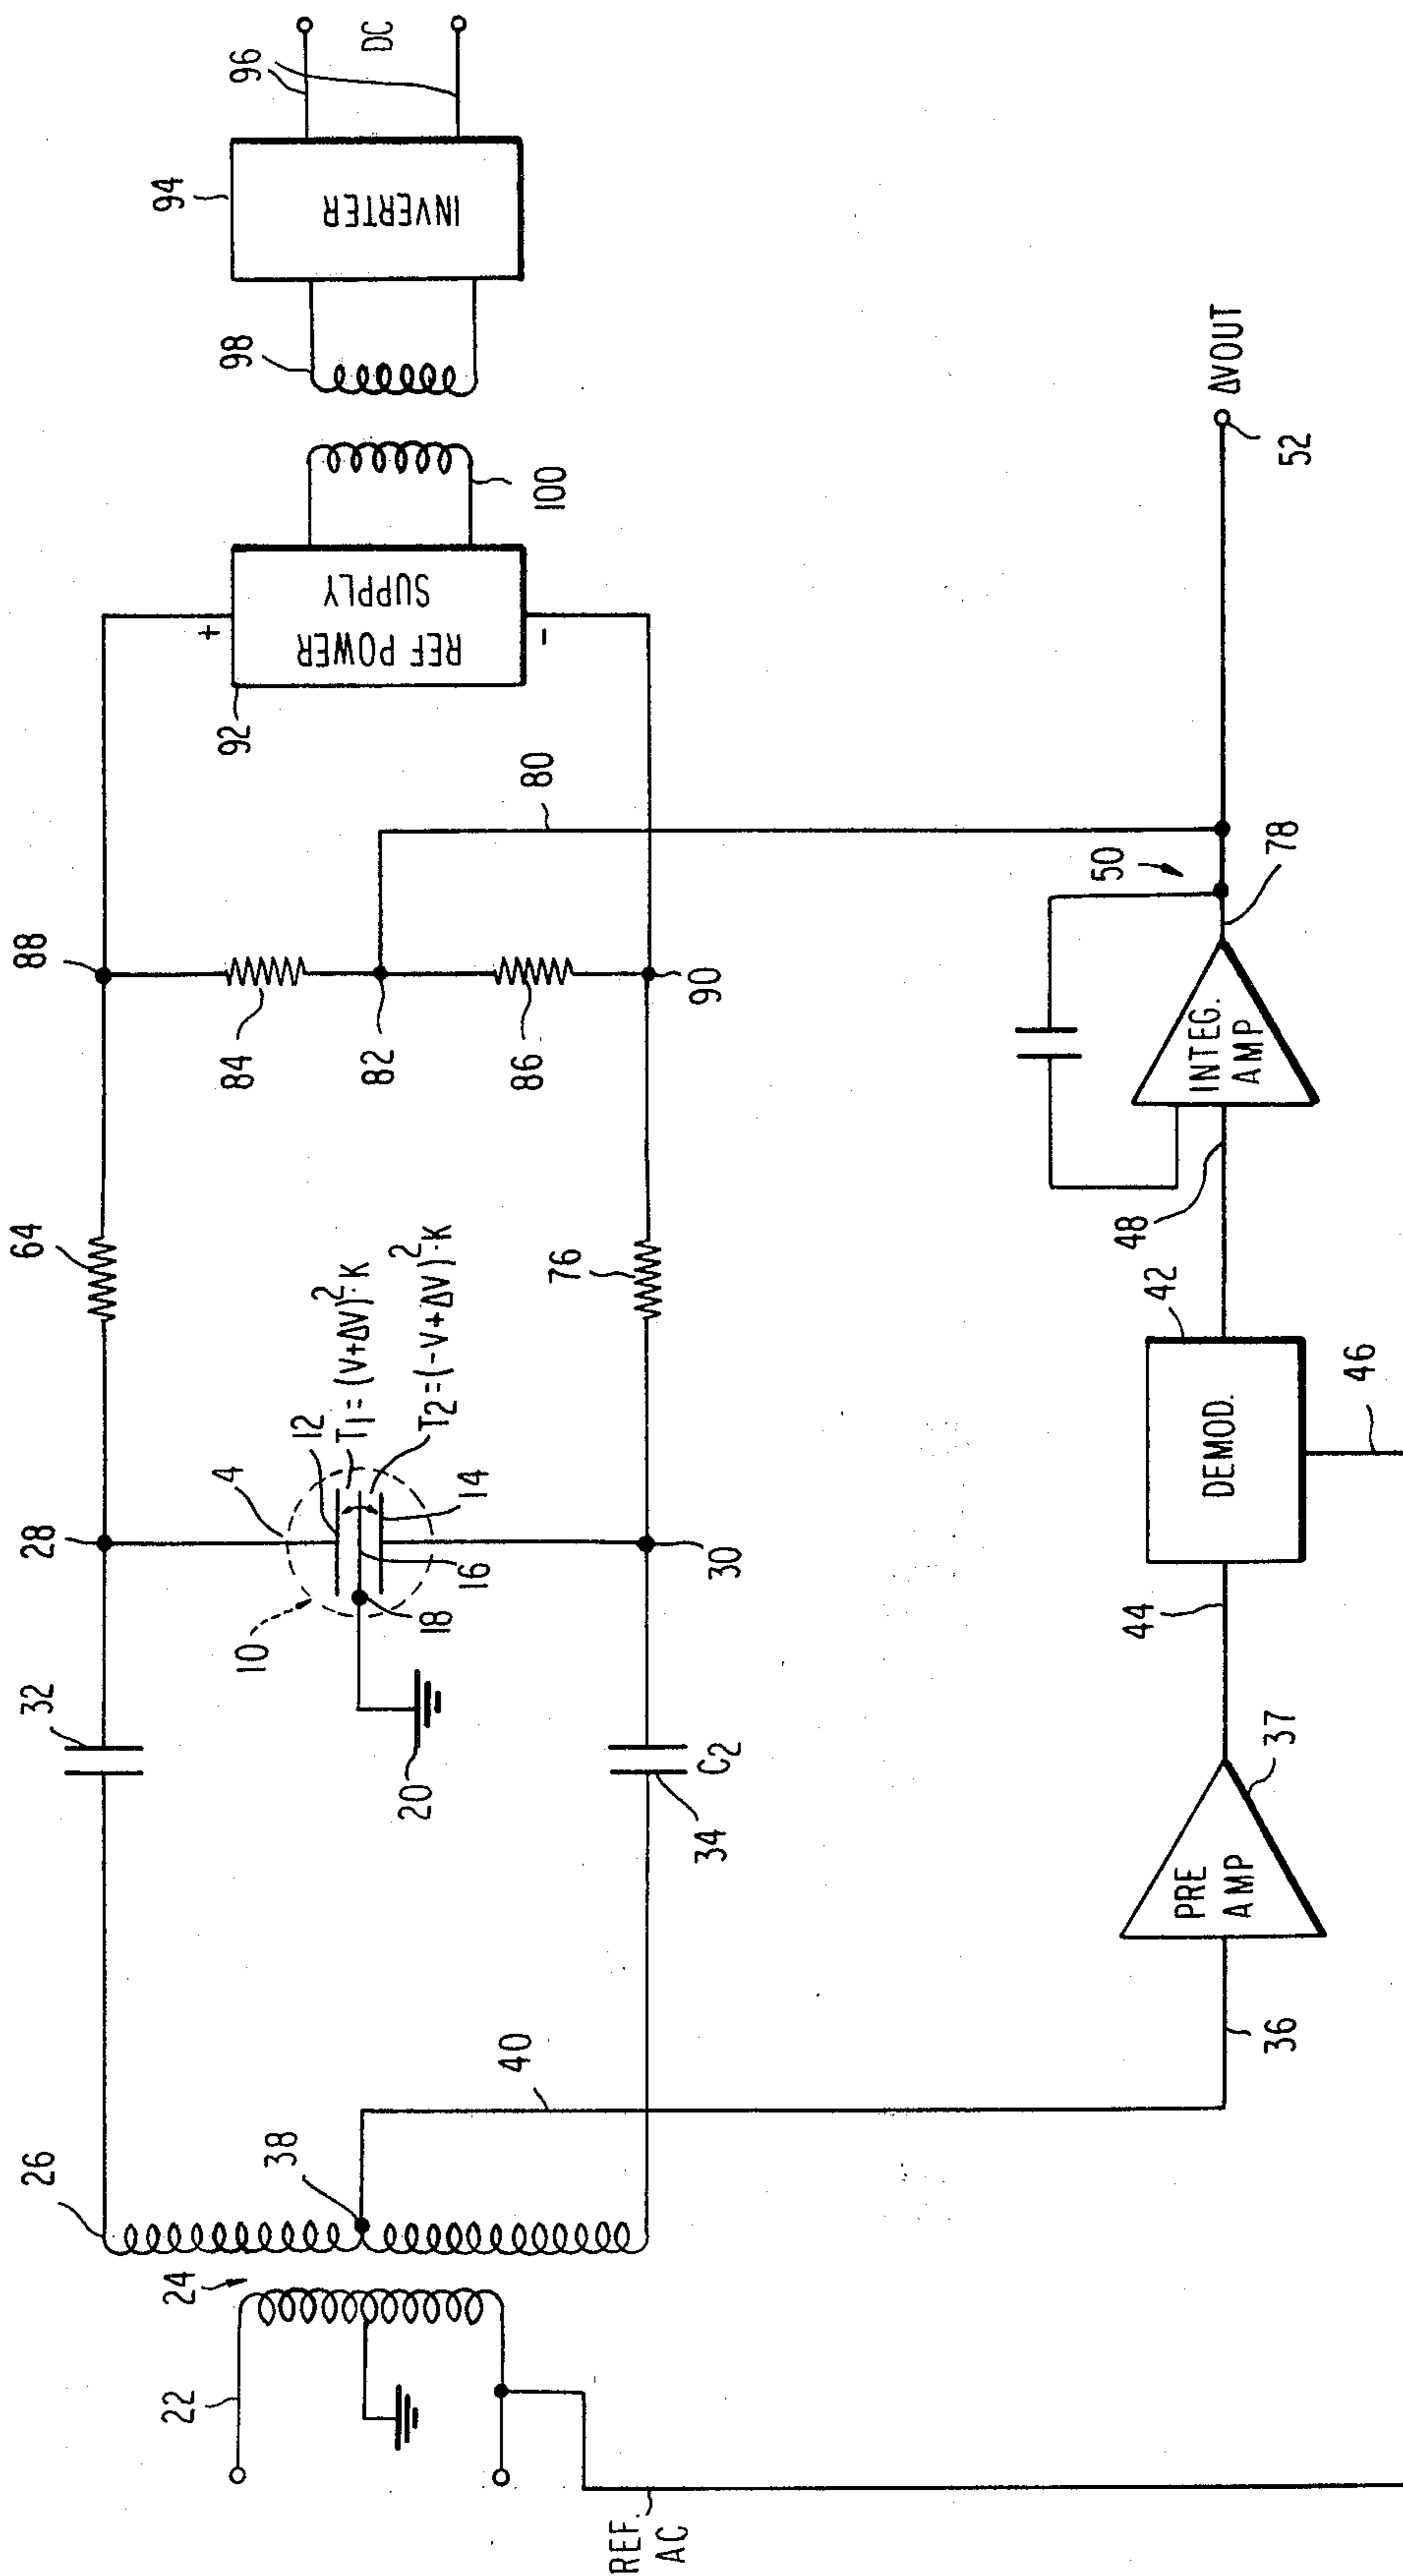 26
32
28
64
88
+
92
REF POWER
SUPPLY
-
100
98
94
INVERTER
96
DC
22
24
38
40
10
4
12
T1=(V+ΔV)2·K
T2=(-V+ΔV)2·K
14
16
18
20
34
C2
30
76
84
82
86
90
80
REF.
AC
36
PRE
AMP
37
44
DEMOD.
42
46
48
INTEG.
AMP
50
78
52
ΔVOUT